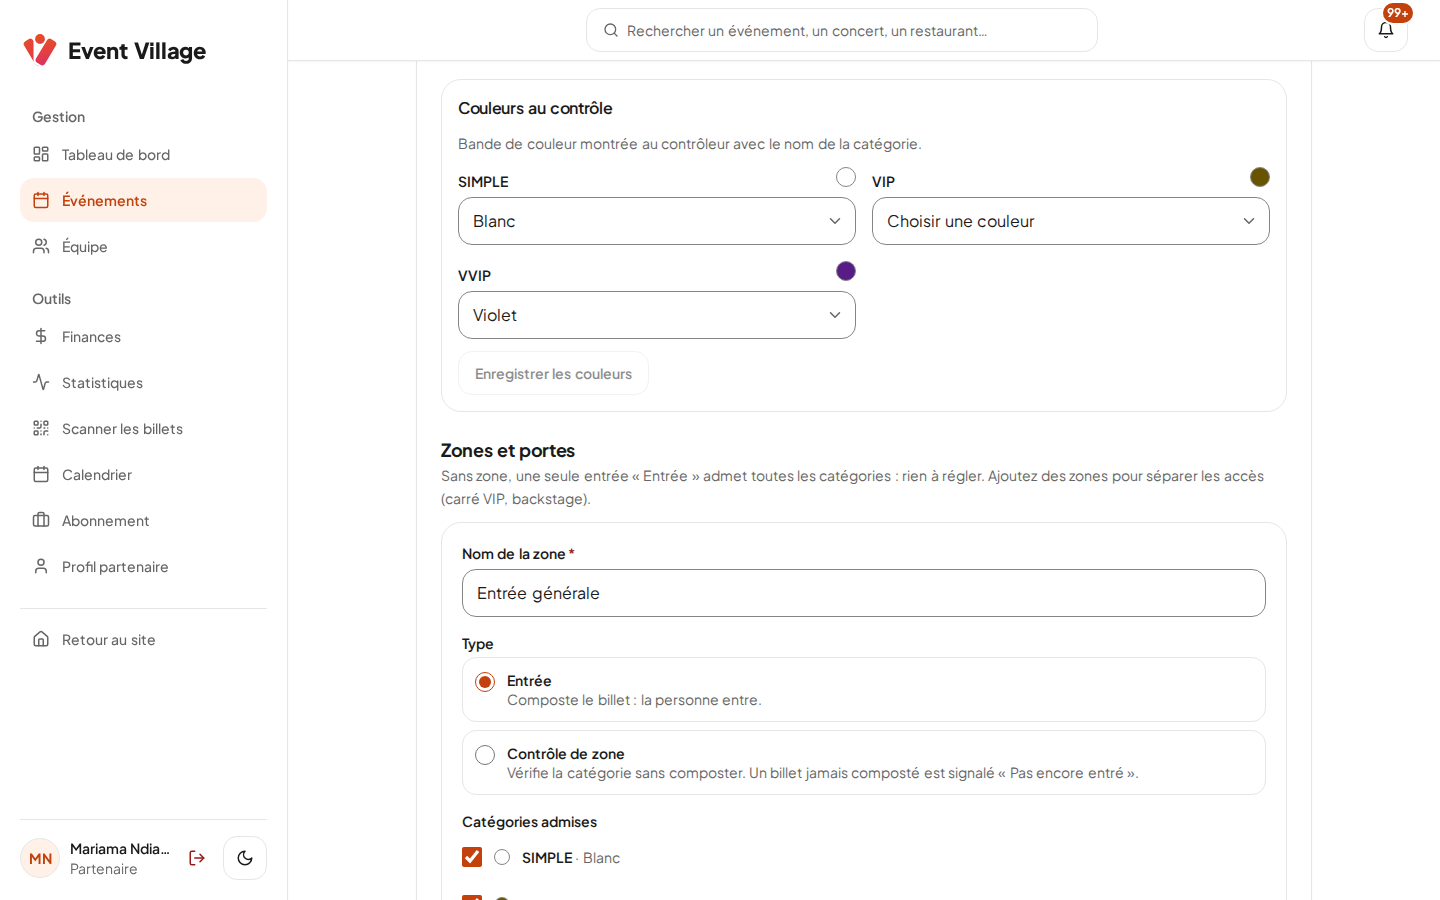 Event Village
Rechercher un événement, un concert, un restaurant...
99+
Gestion
Tableau de bord
Événements
Équipe
Outils
Finances
Statistiques
Scanner les billets
Calendrier
Abonnement
Profil partenaire
Retour au site
MN
Mariama Ndia...
Partenaire
Couleurs au contrôle
Bande de couleur montrée au contrôleur avec le nom de la catégorie.
SIMPLE
Blanc
VIP
Choisir une couleur
VVIP
Violet
Enregistrer les couleurs
Zones et portes
Sans zone, une seule entrée « Entrée » admet toutes les catégories : rien à régler. Ajoutez des zones pour séparer les accès
(carré VIP, backstage).
Nom de la zone *
Entrée générale
Type
Entrée
Composte le billet : la personne entre.
Contrôle de zone
Vérifie la catégorie sans composter. Un billet jamais composté est signalé « Pas encore entré ».
Catégories admises
SIMPLE · Blanc